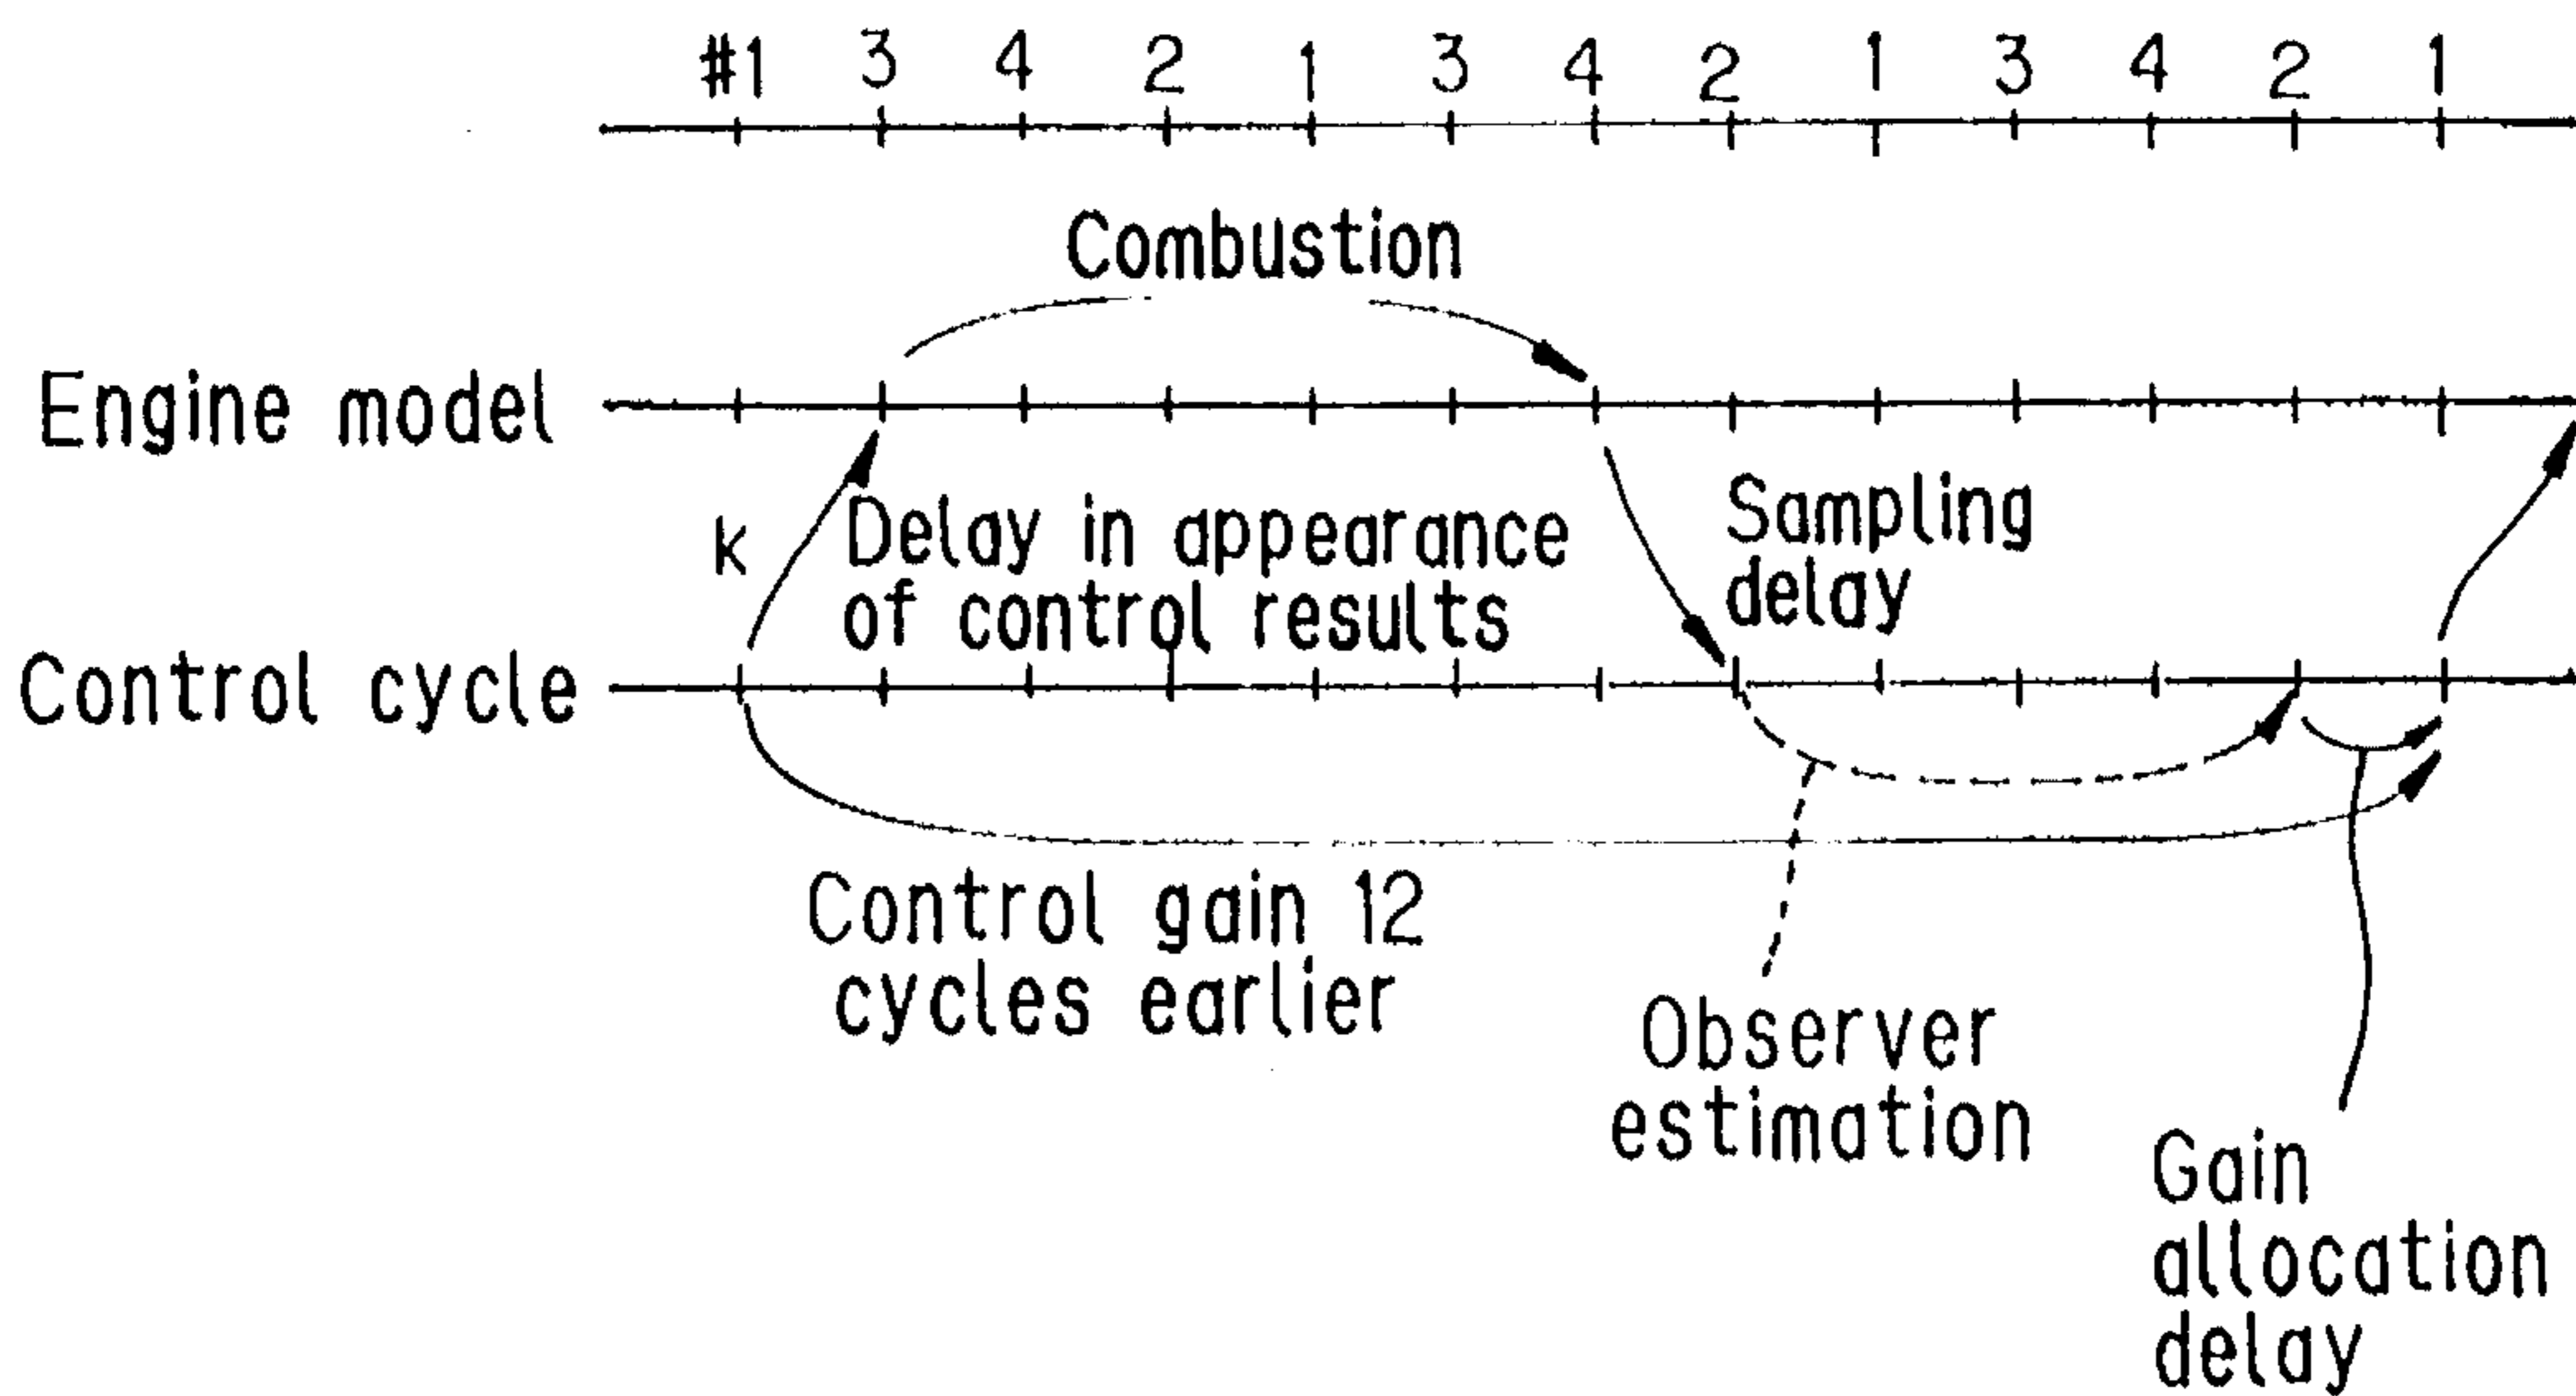 #1 3 4 2 1 3 4 2 1 3 4 2 1
Combustion
Engine model
k
Delay in appearance
of control results
Sampling
delay
Control cycle
Control gain 12
cycles earlier
Observer
estimation
Gain
allocation
delay